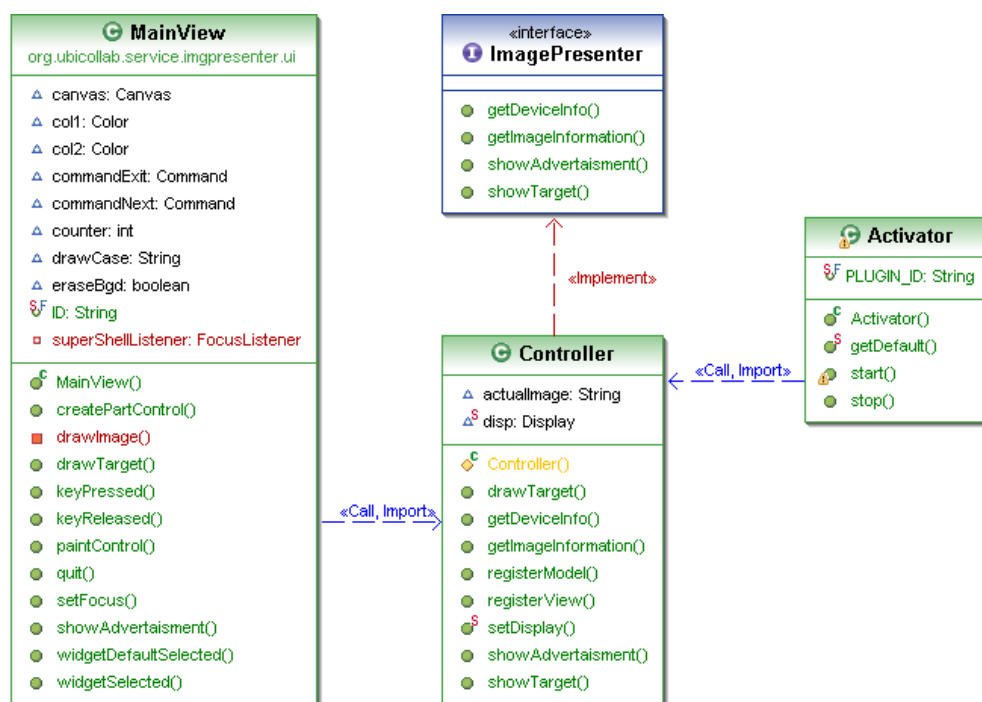 MainView
org.ubicollab.service.imgpresenter.ui
canvas: Canvas
col1: Color
col2: Color
commandExit: Command
commandNext: Command
counter: int
drawCase: String
eraseBgd: boolean
S F ID: String
superShellListener: FocusListener
C MainView()
createPartControl()
drawImage()
drawTarget()
keyPressed()
keyReleased()
paintControl()
quit()
setFocus()
showAdvertaisment()
widgetDefaultSelected()
widgetSelected()
«Call, Import»
«interface»
I ImagePresenter
getDeviceInfo()
getImageInformation()
showAdvertaisment()
showTarget()
«Implement»
C Controller
actualImage: String
S disp: Display
C Controller()
drawTarget()
getDeviceInfo()
getImageInformation()
registerModel()
registerView()
S setDisplay()
showAdvertaisment()
showTarget()
«Call, Import»
C Activator
S F PLUGIN_ID: String
C Activator()
S getDefault()
start()
stop()